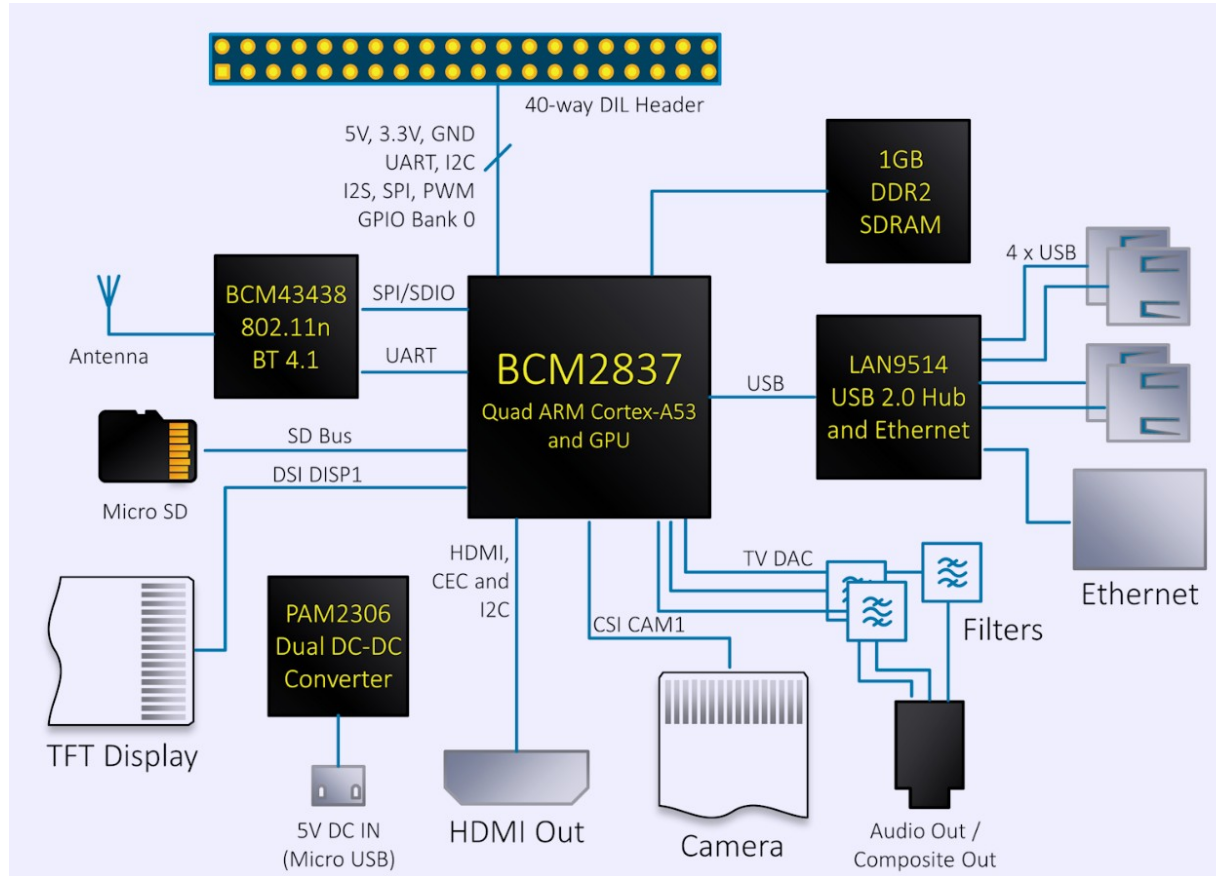 40-way DIL Header
5V, 3.3V, GND
UART, I2C
I2S, SPI, PWM
GPIO Bank 0
1GB
DDR2
SDRAM
4 x USB
BCM43438
802.11n
BT 4.1
SPI/SDIO
UART
Antenna
BCM2837
Quad ARM Cortex-A53
and GPU
USB
LAN9514
USB 2.0 Hub
and Ethernet
SD Bus
DSI DISP1
Micro SD
HDMI,
CEC and
I2C
TV DAC
CSI CAM1
Filters
Ethernet
PAM2306
Dual DC-DC
Converter
TFT Display
5V DC IN
(Micro USB)
HDMI Out
Camera
Audio Out /
Composite Out